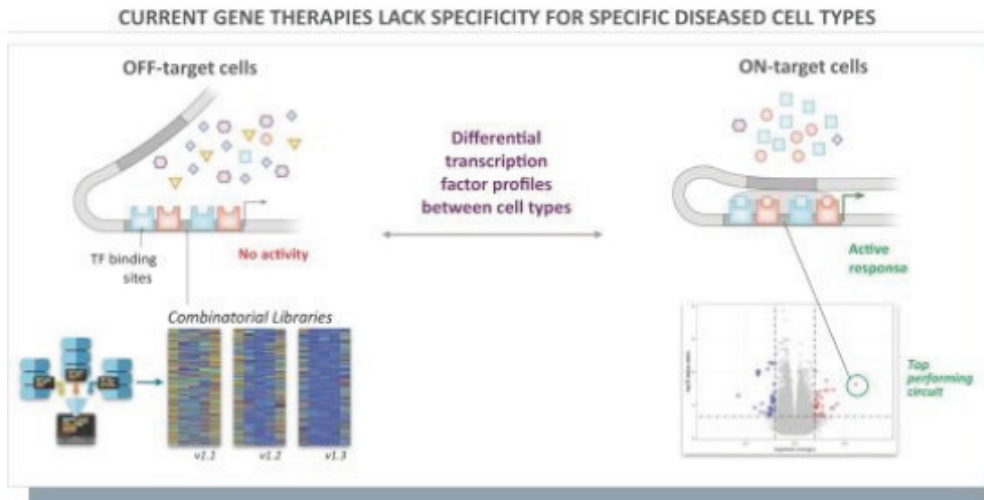 CURRENT GENE THERAPIES LACK SPECIFICITY FOR SPECIFIC DISEASED CELL TYPES
OFF-target cells
ON-target cells
Differential
transcription
factor profiles
between cell types
TF binding
sites
No activity
Active
response
Combinatorial Libraries
v1.1
v1.2
v1.3
Top
performing
circuit